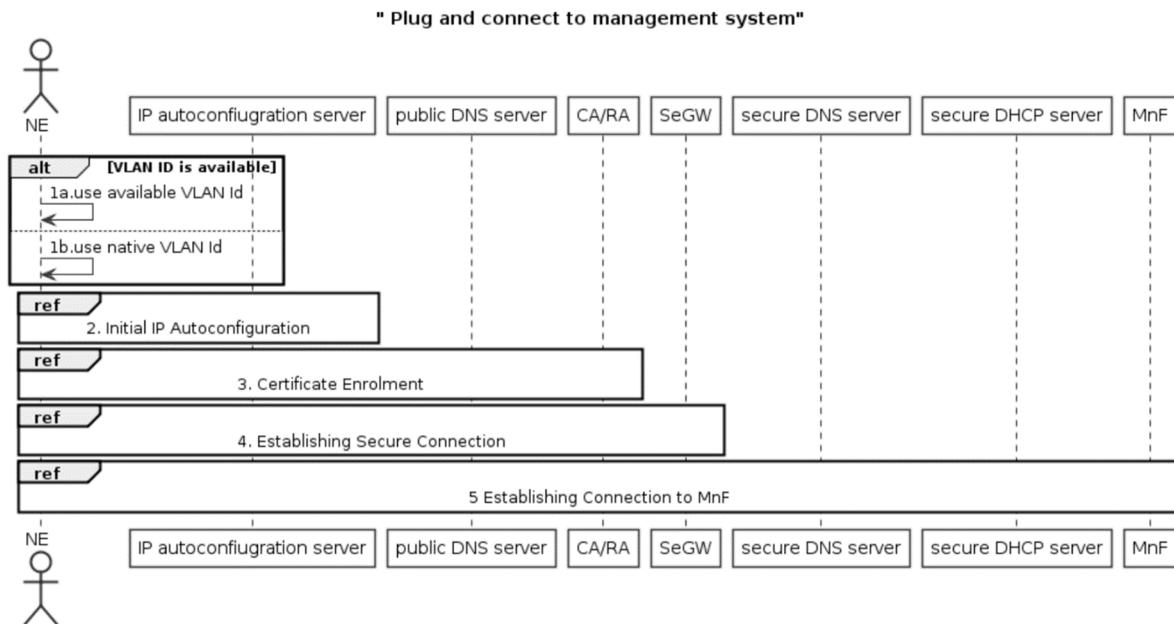 " Plug and connect to management system"
NE
IP autoconfiugration server
public DNS server
CA/RA
SeGW
secure DNS server
secure DHCP server
MnF
alt
[VLAN ID is available]
1a.use available VLAN Id
1b.use native VLAN Id
ref
2. Initial IP Autoconfiguration
ref
3. Certificate Enrolment
ref
4. Establishing Secure Connection
ref
5 Establishing Connection to MnF
NE
IP autoconfiugration server
public DNS server
CA/RA
SeGW
secure DNS server
secure DHCP server
MnF